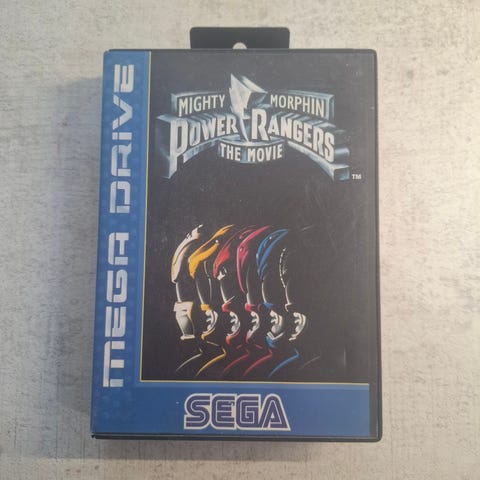 MIGHTY MORPHIN
POWER RANGERS
THE MOVIE
TM
MEGA DRIVE
SEGA